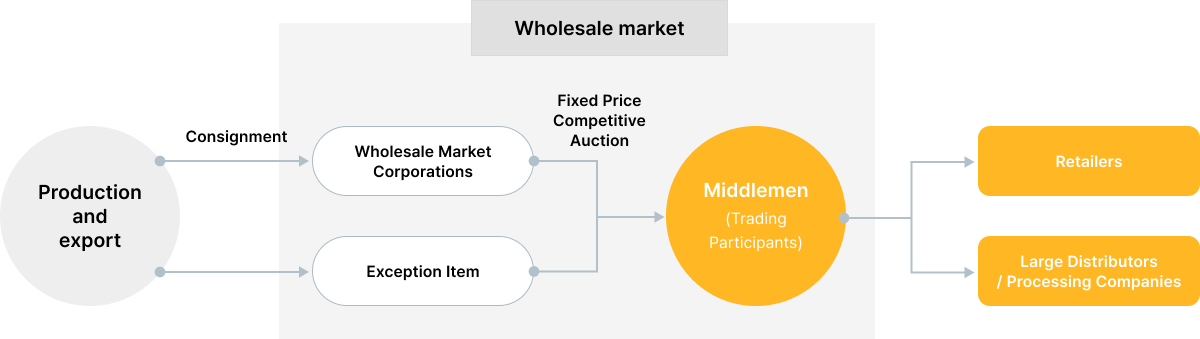 Wholesale market
Production
and
export
Consignment
Wholesale Market
Corporations
Exception Item
Fixed Price
Competitive
Auction
Middlemen
(Trading
Participants)
Retailers
Large Distributors
/ Processing Companies